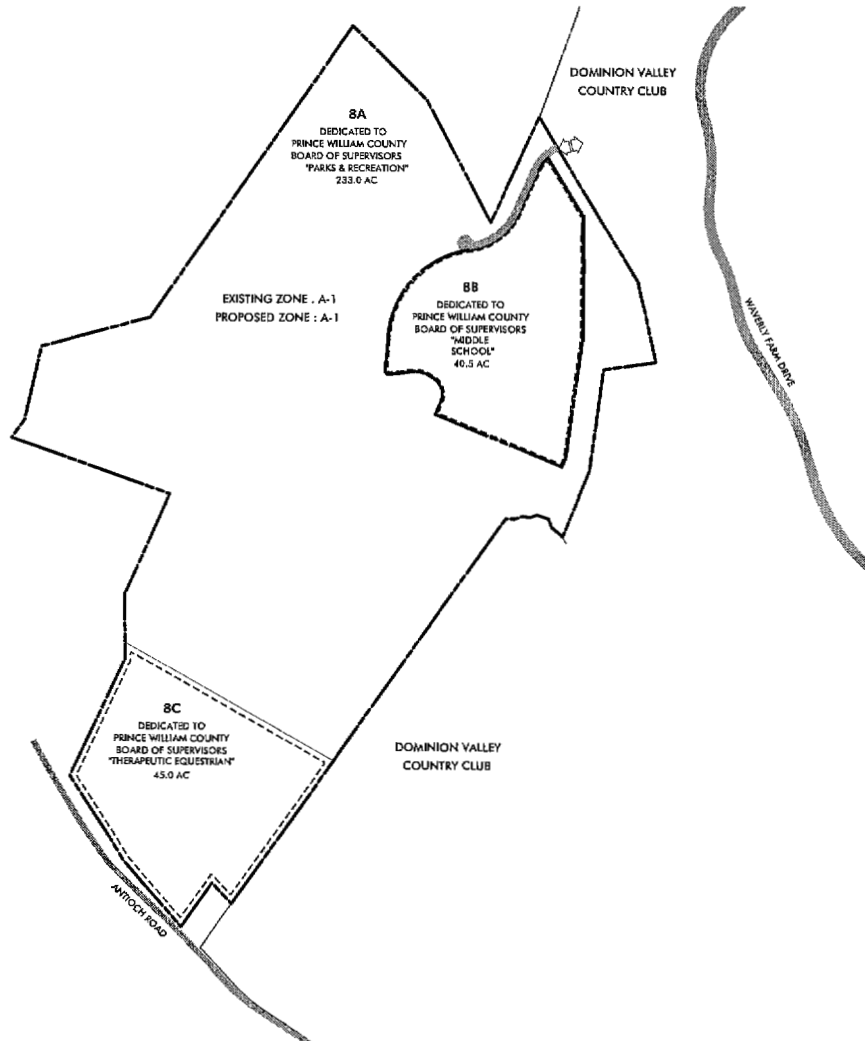 DOMINION VALLEY
COUNTRY CLUB
8A
DEDICATED TO
PRINCE WILLIAM COUNTY
BOARD OF SUPERVISORS
"PARKS & RECREATION"
233.0 AC
EXISTING ZONE : A-1
PROPOSED ZONE : A-1
8B
DEDICATED TO
PRINCE WILLIAM COUNTY
BOARD OF SUPERVISORS
"MIDDLE
SCHOOL"
40.5 AC
WAVERLY FARM DRIVE
8C
DEDICATED TO
PRINCE WILLIAM COUNTY
BOARD OF SUPERVISORS
"THERAPEUTIC EQUESTRIAN"
45.0 AC
DOMINION VALLEY
COUNTRY CLUB
ANTIOCH ROAD